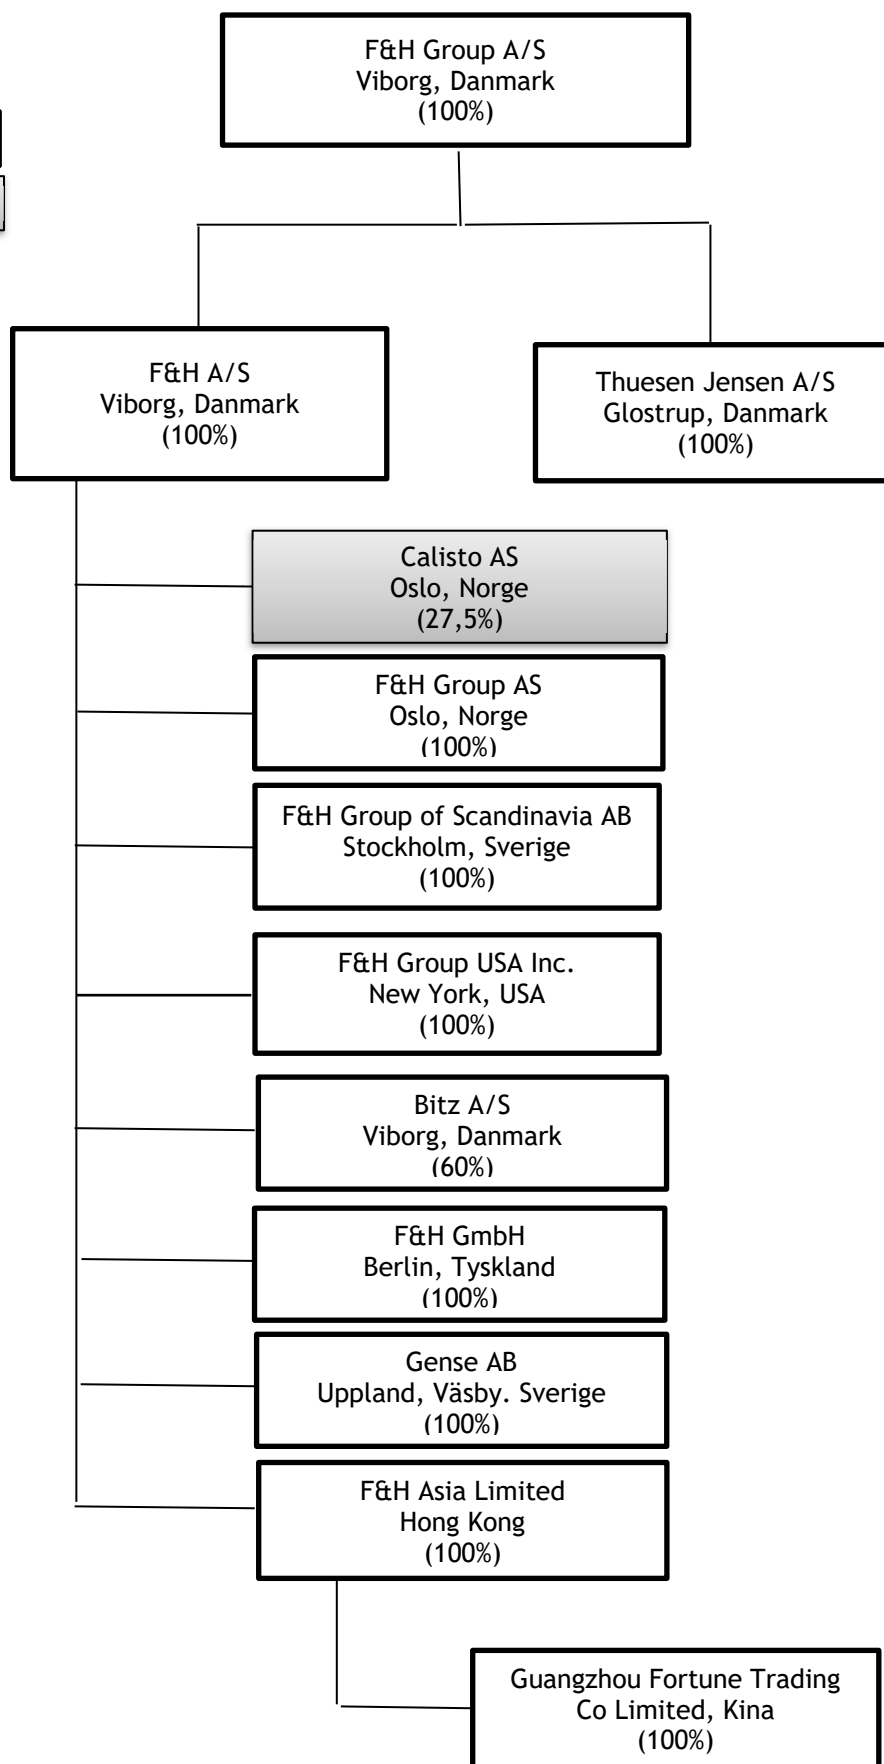 F&H Group A/S
Viborg, Danmark
(100%)
F&H A/S
Viborg, Danmark
(100%)
Thuesen Jensen A/S
Glostrup, Danmark
(100%)
Calisto AS
Oslo, Norge
(27,5%)
F&H Group AS
Oslo, Norge
(100%)
F&H Group of Scandinavia AB
Stockholm, Sverige
(100%)
F&H Group USA Inc.
New York, USA
(100%)
Bitz A/S
Viborg, Danmark
(60%)
F&H GmbH
Berlin, Tyskland
(100%)
Gense AB
Uppland, Väsby. Sverige
(100%)
F&H Asia Limited
Hong Kong
(100%)
Guangzhou Fortune Trading
Co Limited, Kina
(100%)